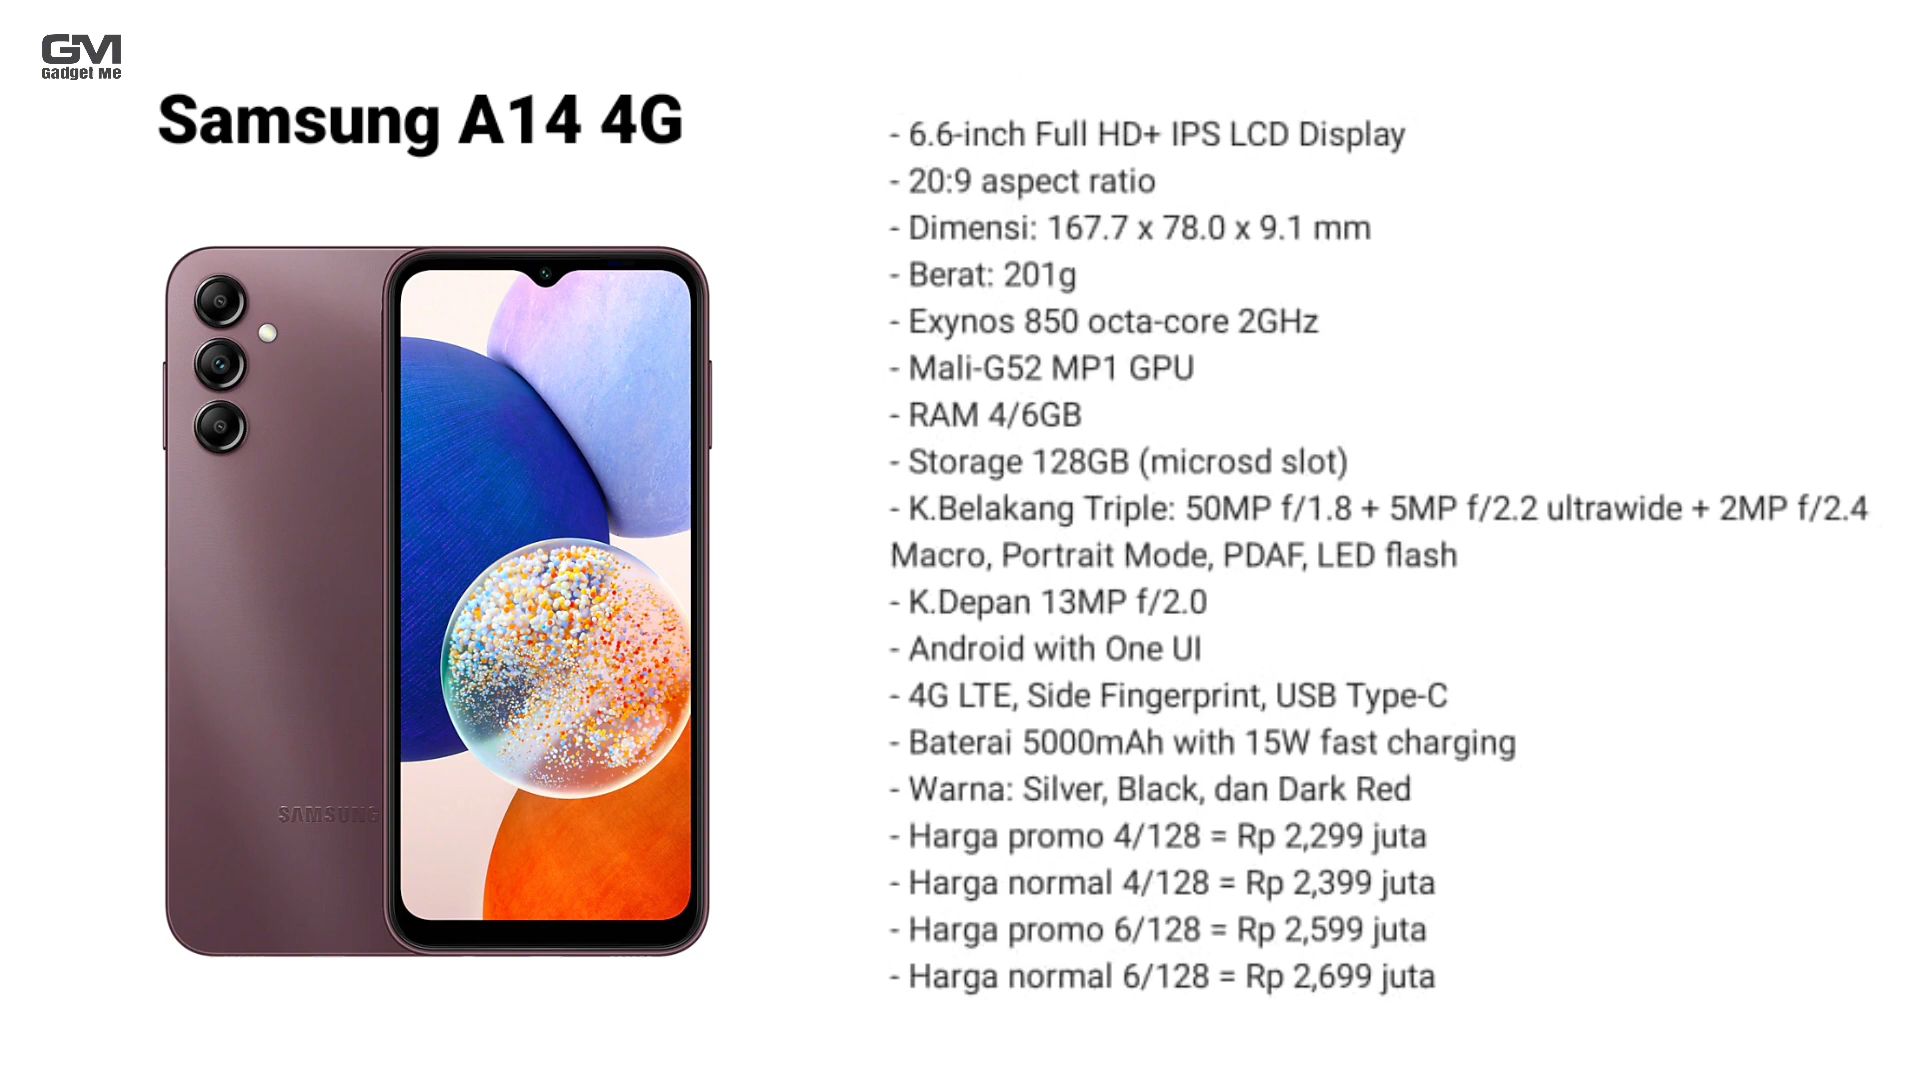 GM
Gadget Me
Samsung A14 4G
- 6.6-inch Full HD+ IPS LCD Display
- 20:9 aspect ratio
- Dimensi: 167.7 x 78.0 x 9.1 mm
- Berat: 201g
- Exynos 850 octa-core 2GHz
- Mali-G52 MP1 GPU
- RAM 4/6GB
- Storage 128GB (microsd slot)
- K.Belakang Triple: 50MP f/1.8 + 5MP f/2.2 ultrawide + 2MP f/2.4
Macro, Portrait Mode, PDAF, LED flash
- K.Depan 13MP f/2.0
- Android with One UI
- 4G LTE, Side Fingerprint, USB Type-C
- Baterai 5000mAh with 15W fast charging
- Warna: Silver, Black, dan Dark Red
- Harga promo 4/128 = Rp 2,299 juta
- Harga normal 4/128 = Rp 2,399 juta
- Harga promo 6/128 = Rp 2,599 juta
- Harga normal 6/128 = Rp 2,699 juta
SAMSUNG